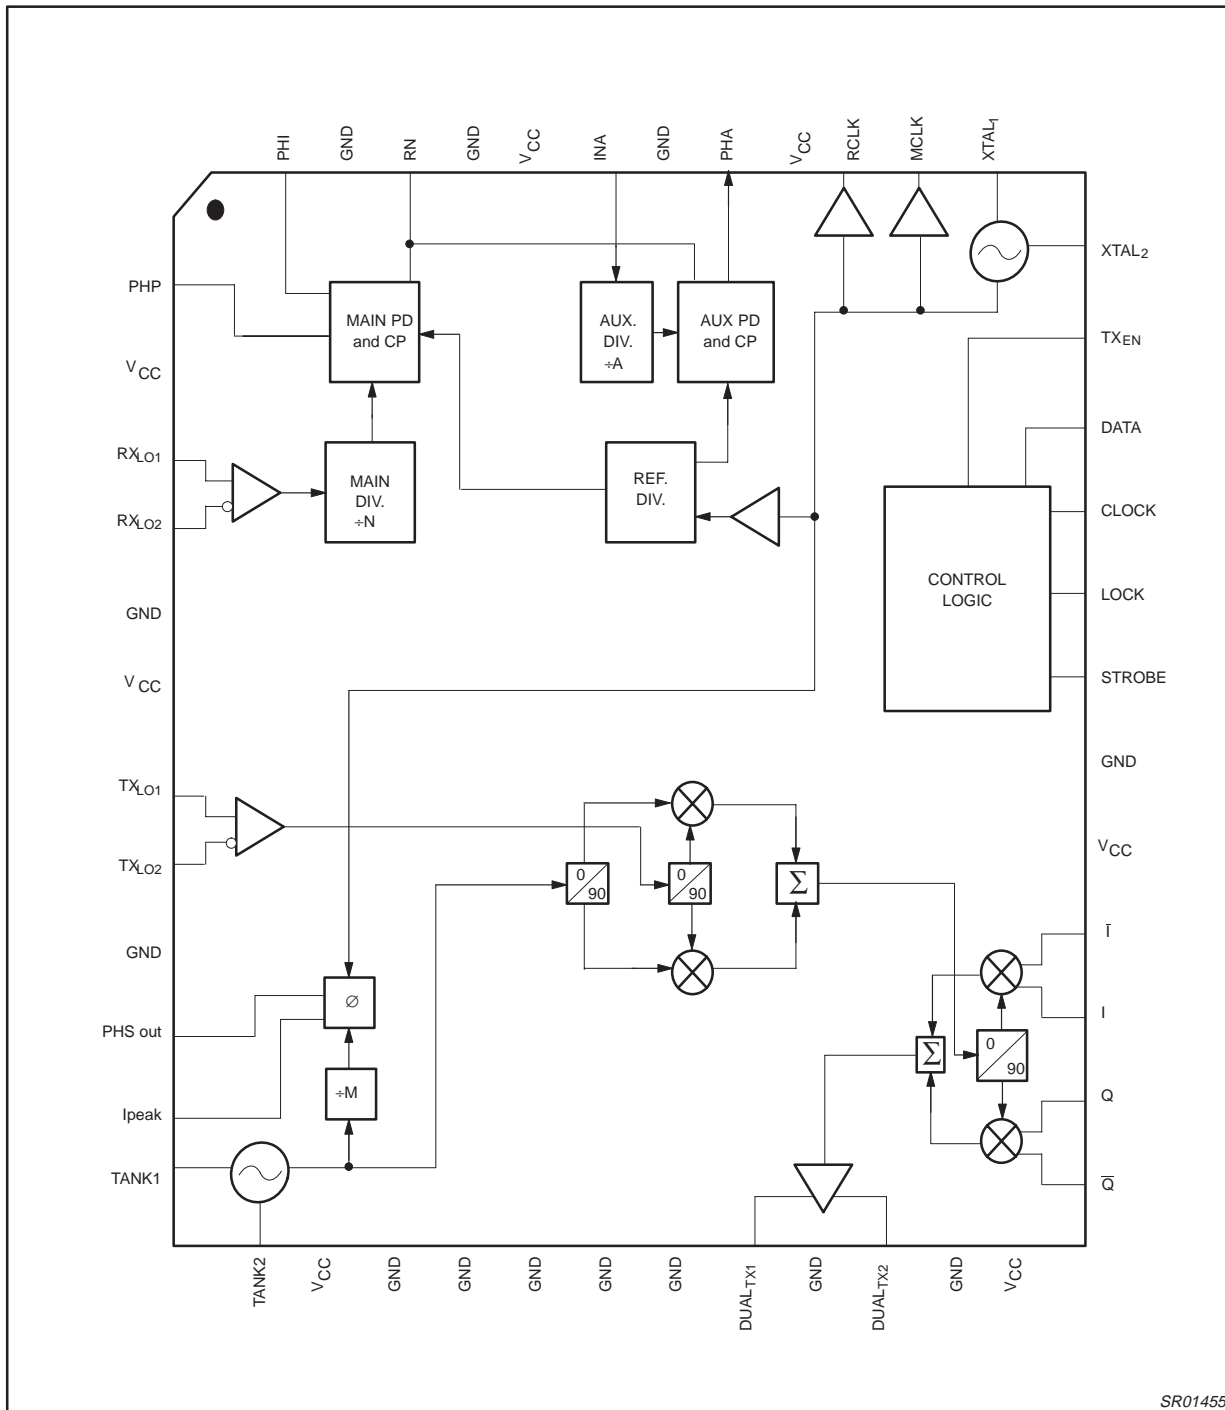 PHI
GND
RN
GND
VCC
INA
GND
PHA
VCC
RCLK
MCLK
XTAL1
XTAL2
PHP
MAIN PD
and CP
AUX.
DIV.
÷A
AUX PD
and CP
TXEN
VCC
DATA
RXLO1
MAIN
DIV.
÷N
REF.
DIV.
RXLO2
CLOCK
CONTROL
LOGIC
LOCK
GND
VCC
STROBE
GND
TXLO1
TXLO2
VCC
0
90
0
90
Σ
I̅
GND
PHS out
∅
I
Σ
0
90
÷M
Ipeak
Q
TANK1
Q̅
TANK2
VCC
GND
GND
GND
GND
GND
DUALTX1
GND
DUALTX2
GND
VCC
SR01455